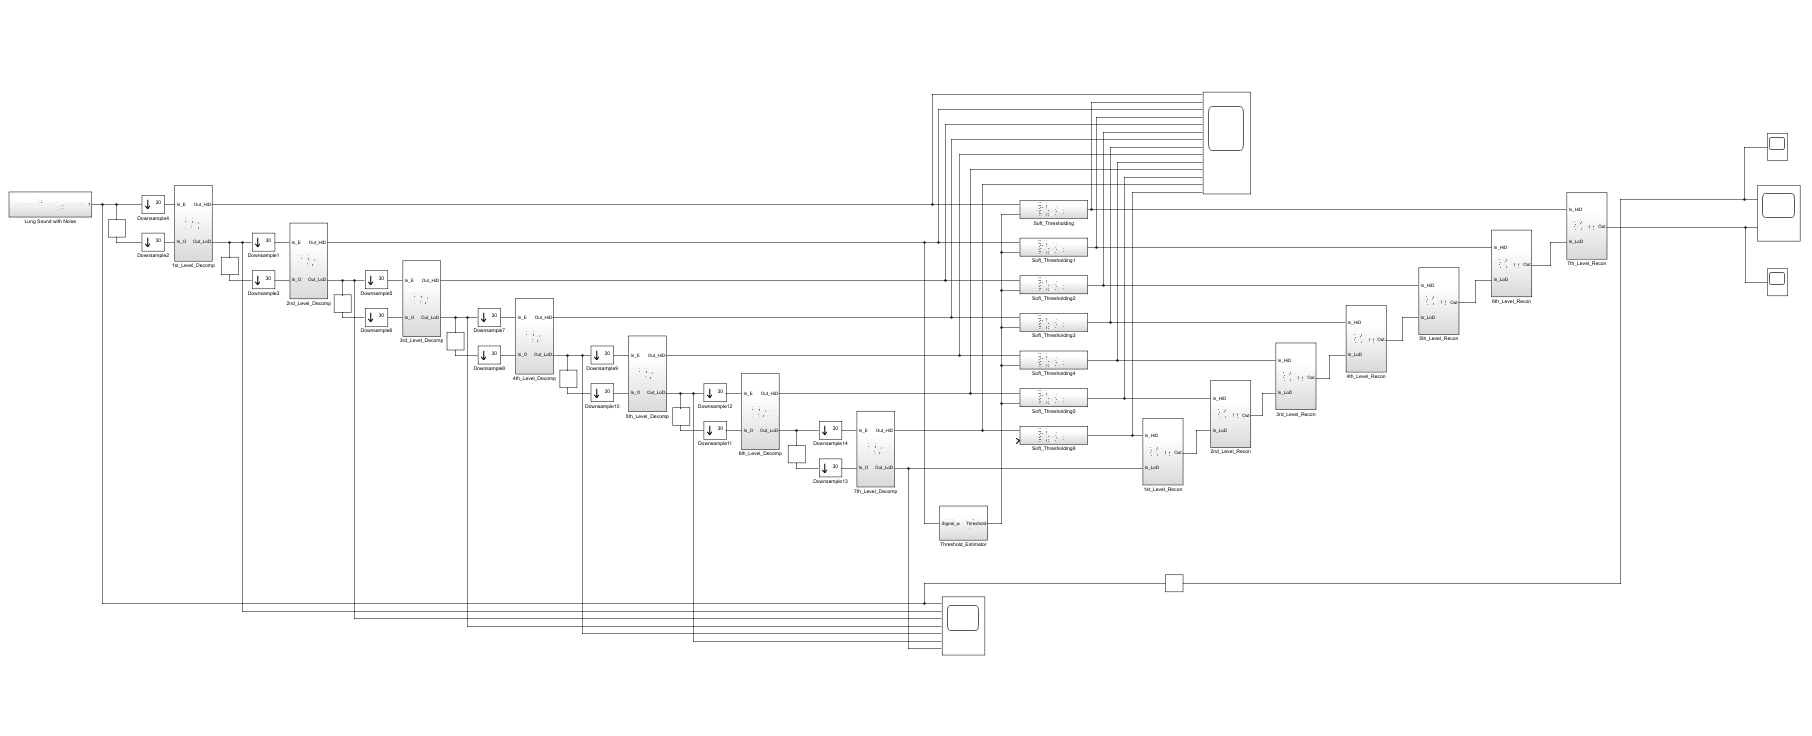 30
In_E Out_HiD
Lung Sound with Noise
Downsample4
Soft_Thresholding
In_HiD
30
In_O Out_LoD
30
In_E Out_HiD
Out
In_LoD
Downsample2
1st_Level_Decomp
Downsample1
Soft_Thresholding1
In_HiD
7th_Level_Recon
30
In_O Out_LoD
30
In_E Out_HiD
Out
In_LoD
Downsample3
2nd_Level_Decomp
Downsample5
Soft_Thresholding2
In_HiD
6th_Level_Recon
30
In_O Out_LoD
30
In_E Out_HiD
Out
In_LoD
Downsample6
3rd_Level_Decomp
Downsample7
Soft_Thresholding3
In_HiD
5th_Level_Recon
30
In_O Out_LoD
30
In_E Out_HiD
Out
In_LoD
Downsample8
4th_Level_Decomp
Downsample9
Soft_Thresholding4
In_HiD
4th_Level_Recon
30
In_O Out_LoD
30
In_E Out_HiD
Out
In_LoD
Downsample10
5th_Level_Decomp
Downsample12
Soft_Thresholding5
In_HiD
3rd_Level_Recon
30
In_O Out_LoD
30
In_E Out_HiD
Out
In_LoD
Downsample11
6th_Level_Decomp
Downsample14
Soft_Thresholding6
In_HiD
2nd_Level_Recon
30
In_O Out_LoD
Out
In_LoD
Downsample13
7th_Level_Decomp
1st_Level_Recon
Signal_w Threshold
Threshold_Estimator